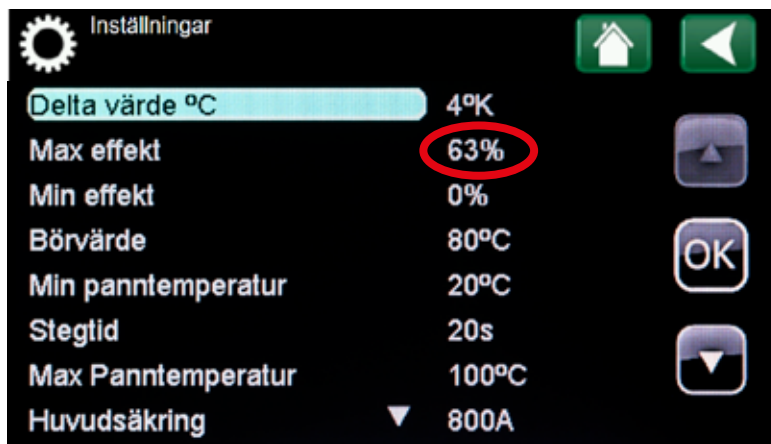 Inställningar
Delta värde ºC 4ºK
Max effekt 63%
Min effekt 0%
Börvärde 80ºC
OK
Min panntemperatur 20ºC
Stegtid 20s
Max Panntemperatur 100ºC
Huvudsäkring 800A